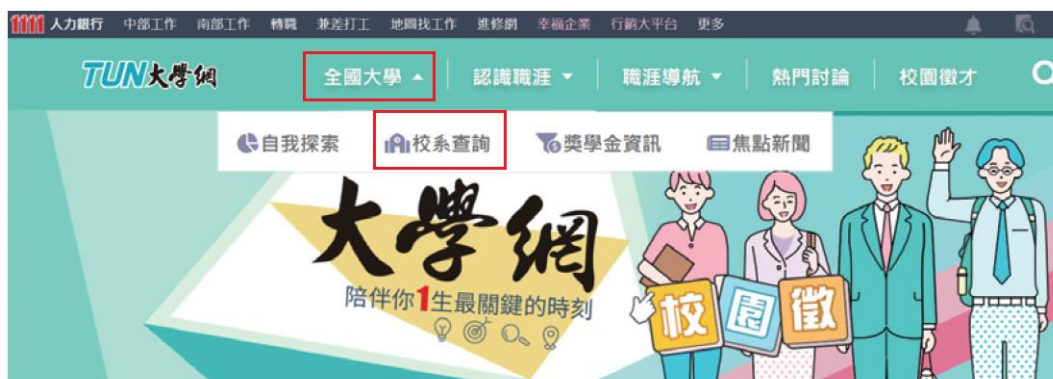 1111 人力銀行 中部工作 南部工作 轉職 兼差打工 地圖找工作 進修網 幸福企業 行銷大平台 更多
TUN大學網 全國大學 認識職涯 職涯導航 熱門討論 校園徵才
自我探索 校系查詢 獎學金資訊 焦點新聞
大學網
陪伴你1生最關鍵的時刻
校園徵